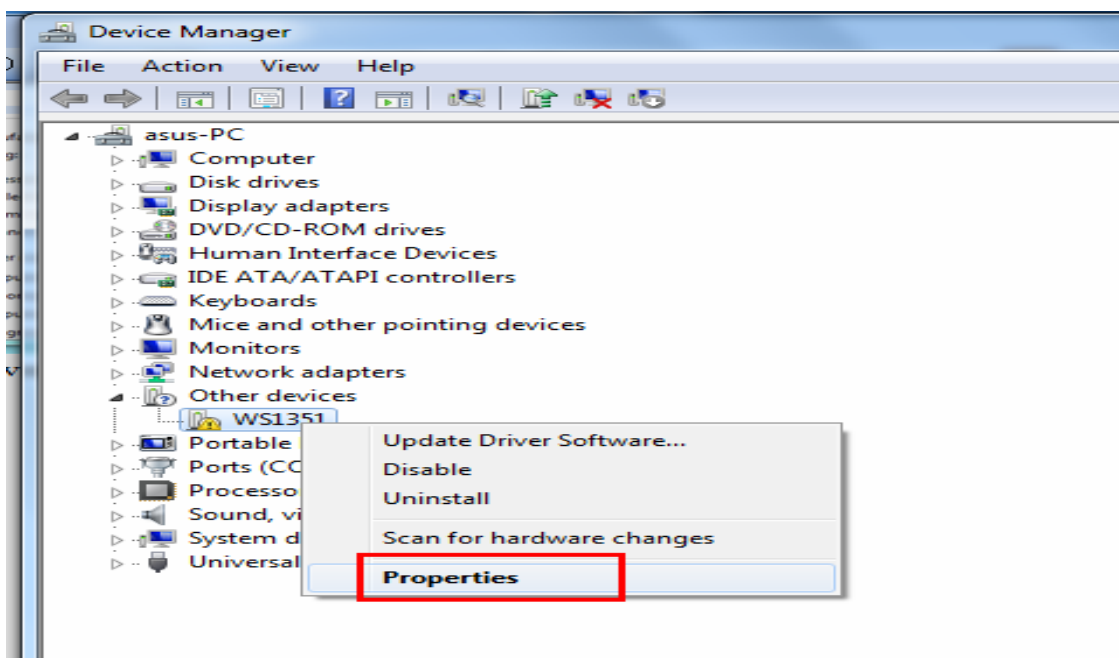 Device Manager
File Action View Help
asus-PC
Computer
Disk drives
Display adapters
DVD/CD-ROM drives
Human Interface Devices
IDE ATA/ATAPI controllers
Keyboards
Mice and other pointing devices
Monitors
Network adapters
Other devices
WS1351
Portable
Ports (CO
Processo
Sound, vi
System d
Universal
Update Driver Software...
Disable
Uninstall
Scan for hardware changes
Properties